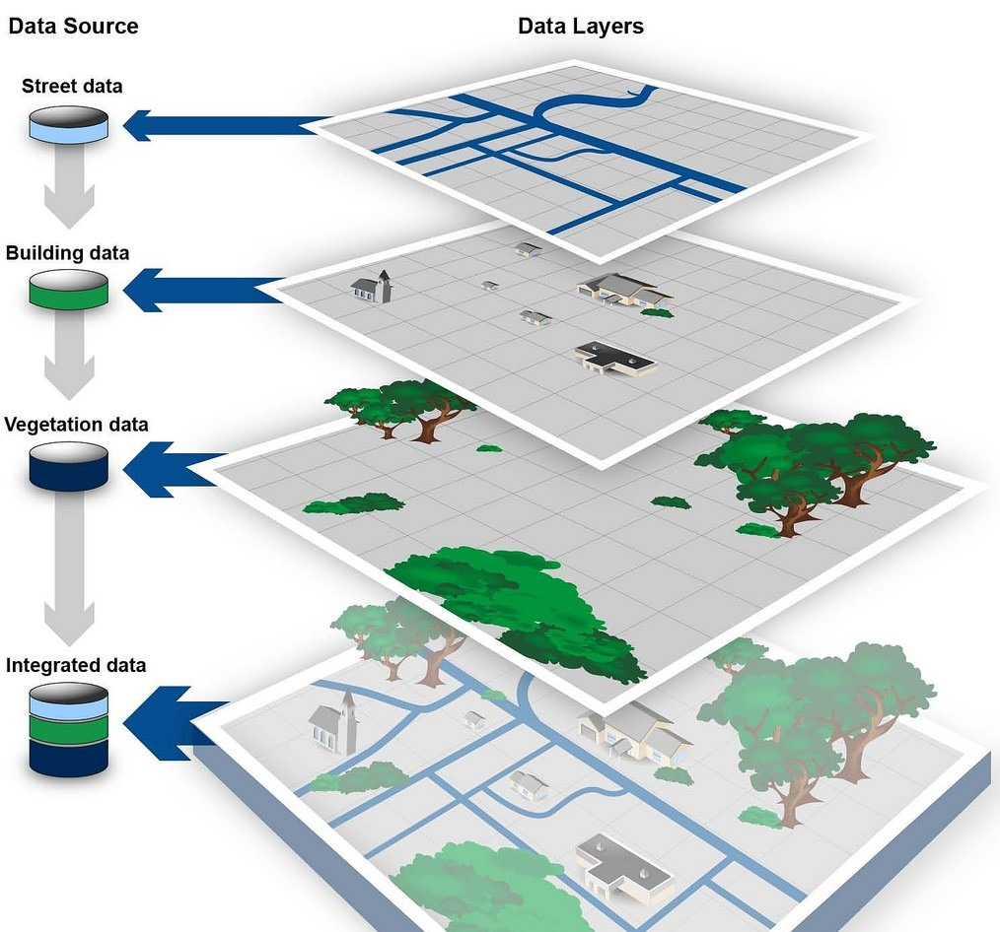 Data Source
Data Layers
Street data
Building data
Vegetation data
Integrated data